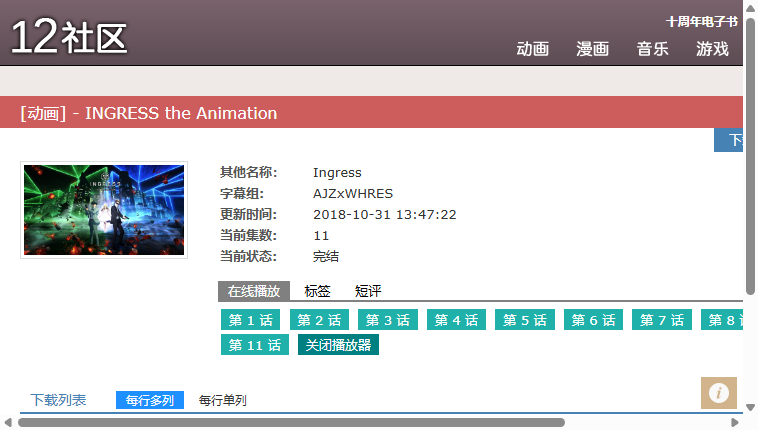 十周年电子书
12社区
动画 漫画 音乐 游戏
[动画] - INGRESS the Animation
INGRESS
其他名称： Ingress
字幕组： AJZxWHRES
更新时间： 2018-10-31 13:47:22
当前集数： 11
当前状态： 完结
在线播放 标签 短评
第 1 话 第 2 话 第 3 话 第 4 话 第 5 话 第 6 话 第 7 话 第 8
第 11 话 关闭播放器
下载列表 每行多列 每行单列